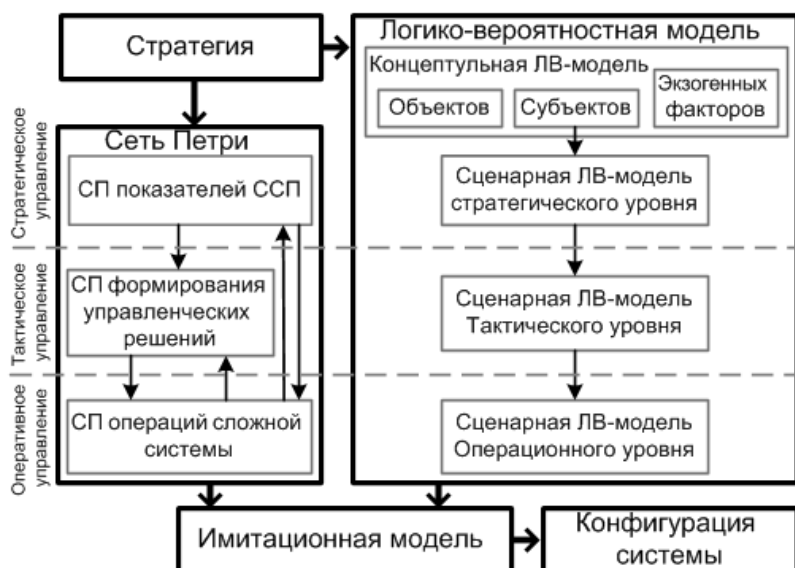 Стратегия
Логико-вероятностная модель
Концептульная ЛВ-модель
Объектов
Субъектов
Экзогенных
факторов
Стратегическое
управление
Сеть Петри
СП показателей ССП
Сценарная ЛВ-модель
стратегического уровня
Тактическое
управление
СП формирования
управленческих
решений
Сценарная ЛВ-модель
Тактического уровня
Оперативное
управление
СП операций сложной
системы
Сценарная ЛВ-модель
Операционного уровня
Имитационная модель
Конфигурация
системы